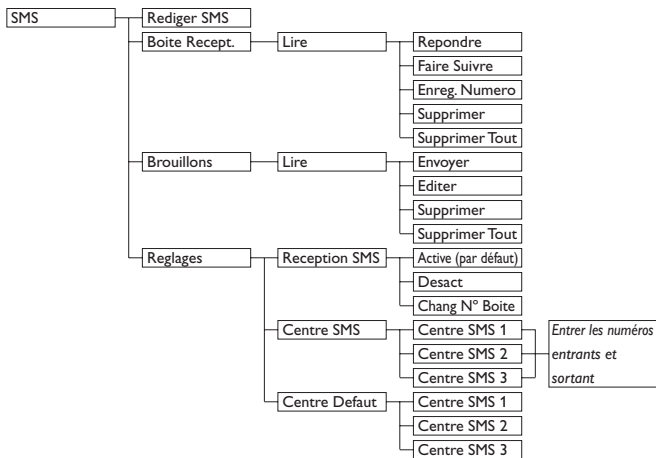 SMS
Rediger SMS
Boite Recept.
Lire
Repondre
Faire Suivre
Enreg. Numero
Supprimer
Supprimer Tout
Brouillons
Lire
Envoyer
Editer
Supprimer
Supprimer Tout
Reglages
Reception SMS
Active (par défaut)
Desact
Chang Nº Boite
Centre SMS
Centre SMS 1
Centre SMS 2
Centre SMS 3
Entrer les numéros
entrants et
sortant
Centre Defaut
Centre SMS 1
Centre SMS 2
Centre SMS 3